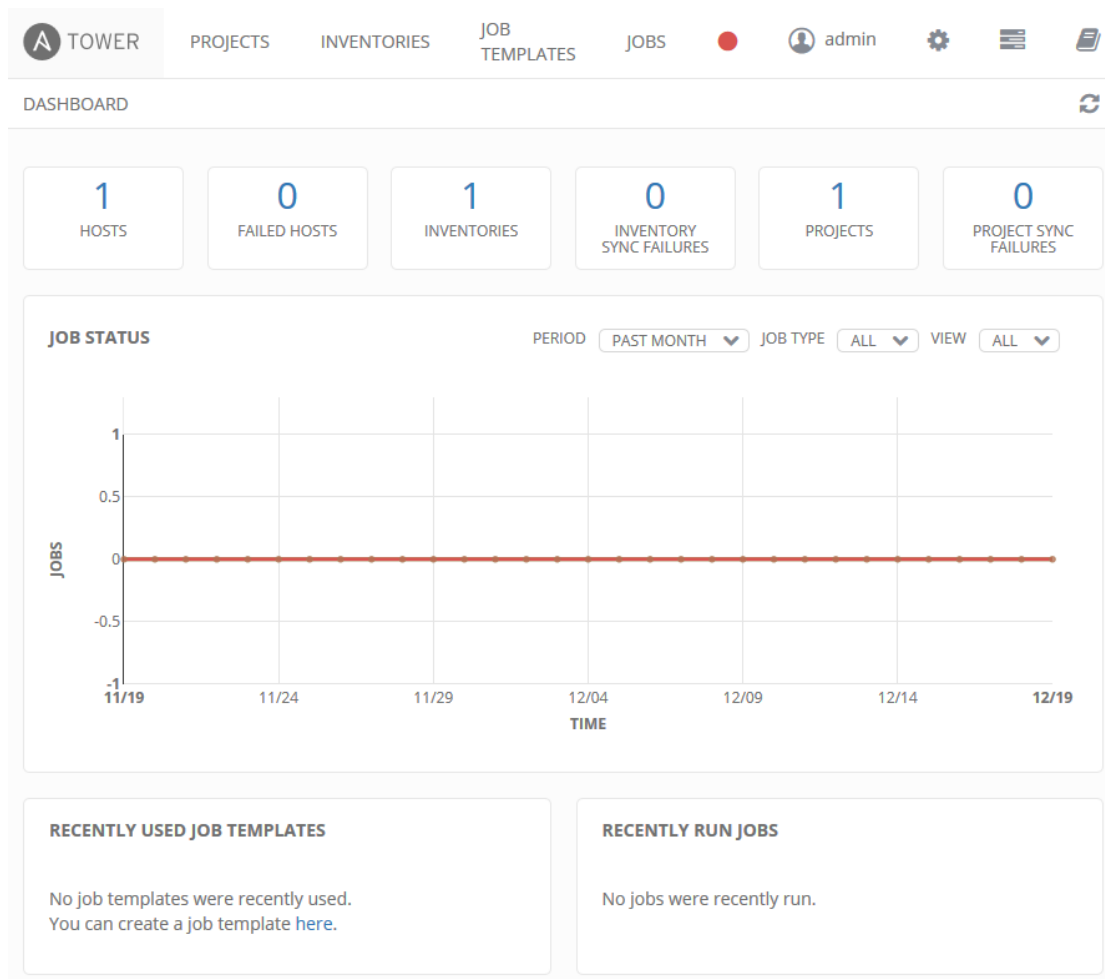 A TOWER PROJECTS INVENTORIES JOB TEMPLATES JOBS admin
DASHBOARD
1 0 1 0 1 0
HOSTS FAILED HOSTS INVENTORIES INVENTORY SYNC FAILURES PROJECTS PROJECT SYNC FAILURES
JOB STATUS PERIOD PAST MONTH JOB TYPE ALL VIEW ALL
1
0.5
0
-0.5
-1
JOBS
11/19 11/24 11/29 12/04 12/09 12/14 12/19
TIME
RECENTLY USED JOB TEMPLATES
No job templates were recently used.
You can create a job template here.
RECENTLY RUN JOBS
No jobs were recently run.